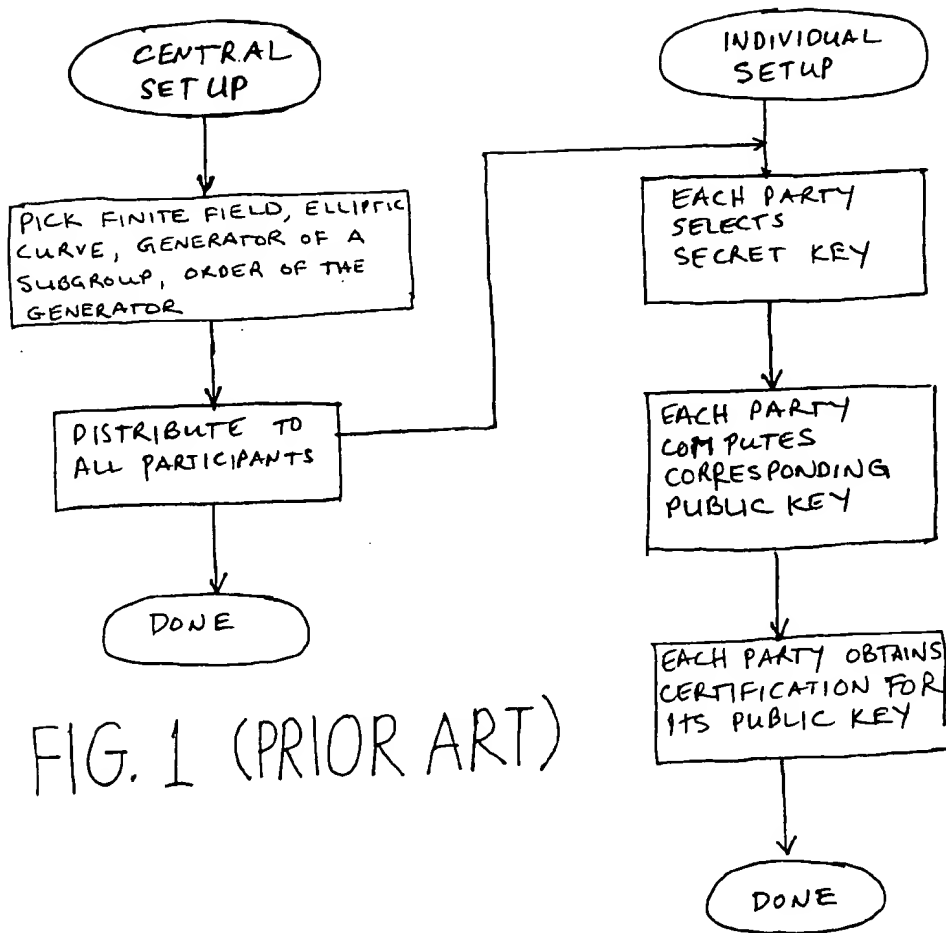 CENTRAL
SET UP
PICK FINITE FIELD, ELLIPTIC
CURVE, GENERATOR OF A
SUBGROUP, ORDER OF THE
GENERATOR
DISTRIBUTE TO
ALL PARTICIPANTS
DONE
INDIVIDUAL
SETUP
EACH PARTY
SELECTS
SECRET KEY
EACH PARTY
COMPUTES
CORRESPONDING
PUBLIC KEY
EACH PARTY OBTAINS
CERTIFICATION FOR
ITS PUBLIC KEY
DONE
FIG. 1 (PRIOR ART)